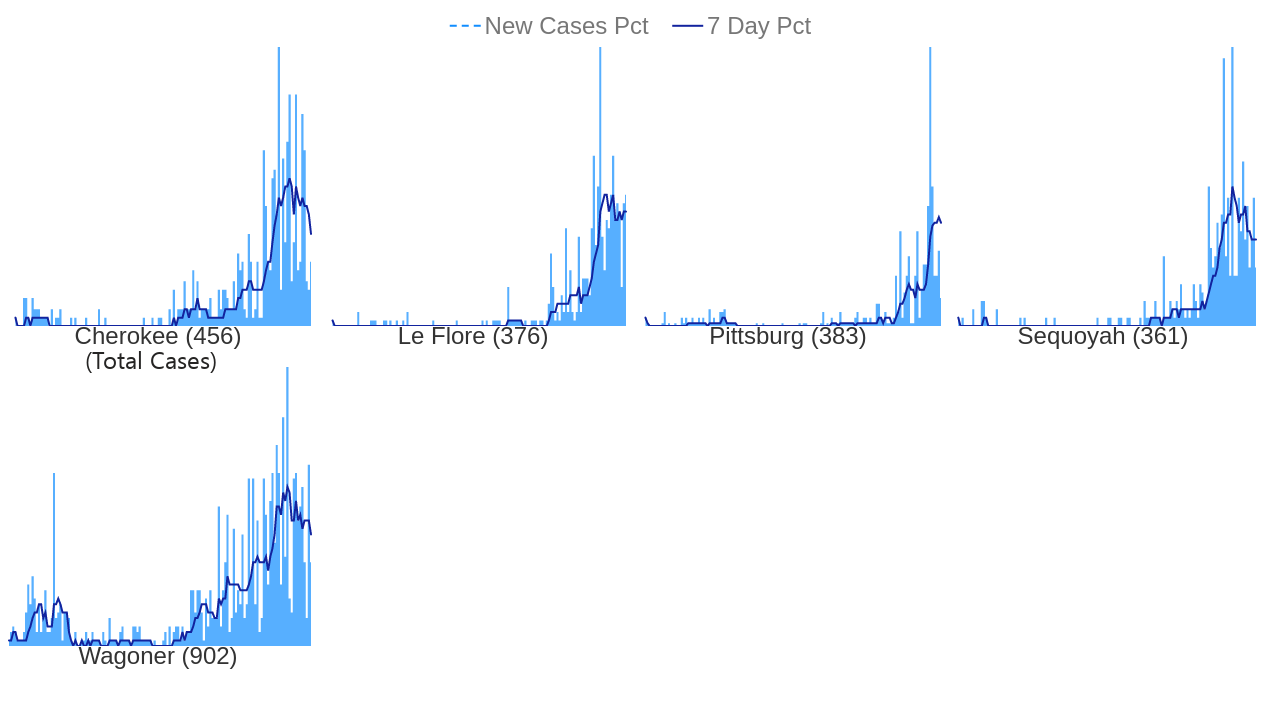 New Cases Pct 7 Day Pct
Cherokee (456) Le Flore (376) Pittsburg (383) Sequoyah (361)
(Total Cases)
Wagoner (902)